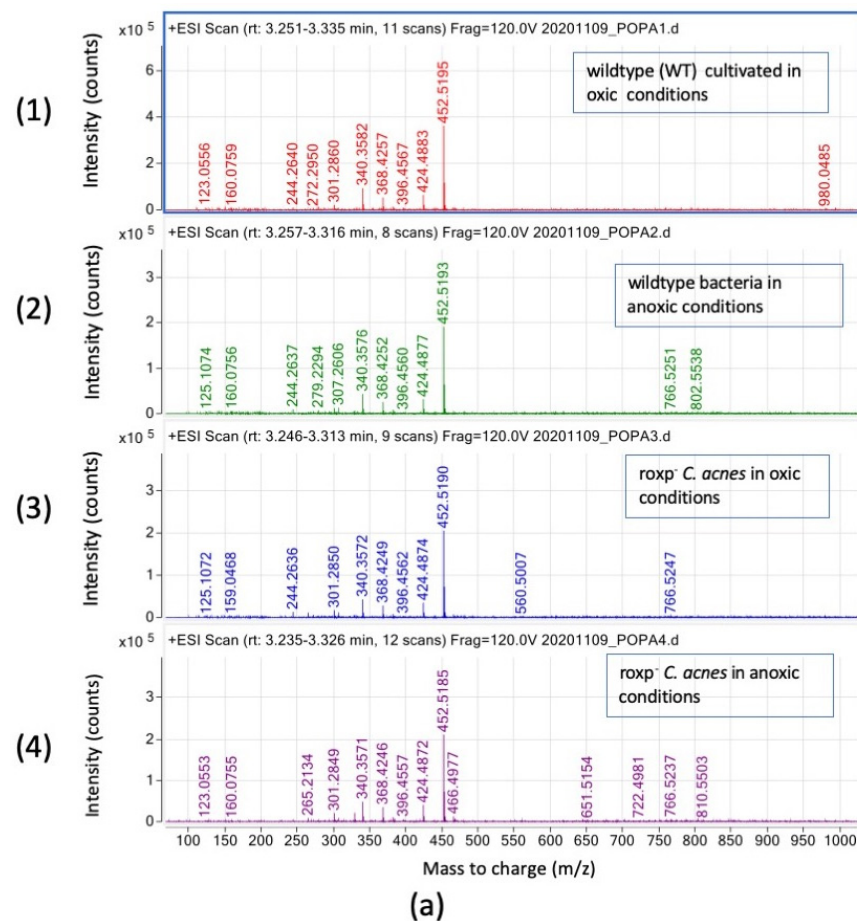 +ESI Scan (rt: 3.251-3.335 min, 11 scans) Frag=120.0V 20201109_POPA1.d
x10 5
(1)
Intensity (counts)
wildtype (WT) cultivated in
oxic conditions
6
4
2
0
123.0556
160.0759
244.2640
272.2950
301.2860
340.3582
368.4257
396.4567
424.4883
452.5195
980.0485
+ESI Scan (rt: 3.257-3.316 min, 8 scans) Frag=120.0V 20201109_POPA2.d
x10 5
(2)
Intensity (counts)
wildtype bacteria in
anoxic conditions
3
2
1
0
125.1074
160.0756
244.2637
279.2294
307.2606
340.3576
368.4252
396.4560
424.4877
452.5193
766.5251
802.5538
+ESI Scan (rt: 3.246-3.313 min, 9 scans) Frag=120.0V 20201109_POPA3.d
x10 5
(3)
Intensity (counts)
roxp⁻ C. acnes in oxic
conditions
3
2
1
0
125.1072
159.0468
244.2636
301.2850
340.3572
368.4249
396.4562
424.4874
452.5190
560.5007
766.5247
+ESI Scan (rt: 3.235-3.326 min, 12 scans) Frag=120.0V 20201109_POPA4.d
x10 5
(4)
Intensity (counts)
roxp⁻ C. acnes in anoxic
conditions
3
2
1
0
123.0553
160.0755
265.2134
301.2849
340.3571
368.4246
396.4557
424.4872
452.5185
466.4977
651.5154
722.4981
766.5237
810.5503
100 150 200 250 300 350 400 450 500 550 600 650 700 750 800 850 900 950 1000
Mass to charge (m/z)
(a)